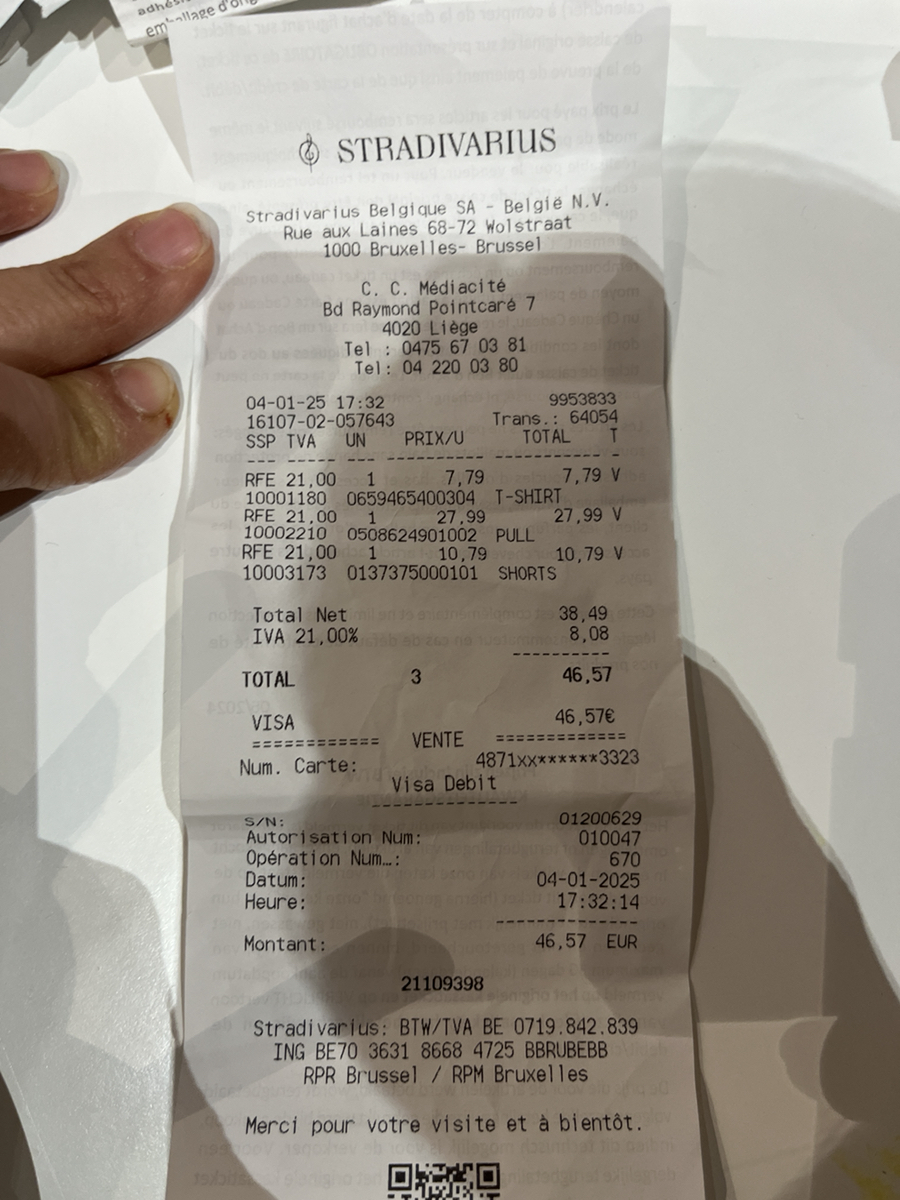 adhési
emballage d'orig
STRADIVARIUS
Stradivarius Belgique SA - België N.V.
Rue aux Laines 68-72 Wolstraat
1000 Bruxelles- Brussel
C. C. Médiacité
Bd Raymond Pointcaré 7
4020 Liège
Tel : 0475 67 03 81
Tel: 04 220 03 80
04-01-25 17:32 9953833
16107-02-057643 Trans.: 64054
SSP TVA UN PRIX/U TOTAL T
--- ----- --- ---------- ----------- -
RFE 21,00 1 7,79 7,79 V
10001180 0659465400304 T-SHIRT
RFE 21,00 1 27,99 27,99 V
10002210 0508624901002 PULL
RFE 21,00 1 10,79 10,79 V
10003173 0137375000101 SHORTS
Total Net 38,49
IVA 21,00% 8,08
----------
TOTAL 3 46,57
VISA 46,57€
============ VENTE =============
Num. Carte: 4871xx******3323
Visa Debit
---------------
S/N: 01200629
Autorisation Num: 010047
Opération Num…: 670
Datum: 04-01-2025
Heure: 17:32:14
--------------
Montant: 46,57 EUR
21109398
Stradivarius: BTW/TVA BE 0719.842.839
ING BE70 3631 8668 4725 BBRUBEBB
RPR Brussel / RPM Bruxelles
Merci pour votre visite et à bientôt.